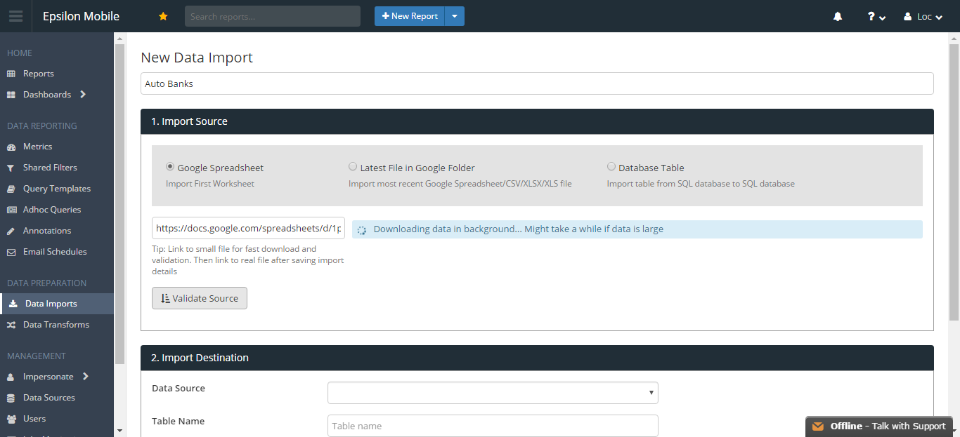 Epsilon Mobile
Search reports...
+ New Report
? Loc
HOME
Reports
Dashboards
DATA REPORTING
Metrics
Shared Filters
Query Templates
Adhoc Queries
Annotations
Email Schedules
DATA PREPARATION
Data Imports
Data Transforms
MANAGEMENT
Impersonate
Data Sources
Users
New Data Import
Auto Banks
1. Import Source
Google Spreadsheet
Import First Worksheet
Latest File in Google Folder
Import most recent Google Spreadsheet/CSV/XLSX/XLS file
Database Table
Import table from SQL database to SQL database
https://docs.google.com/spreadsheets/d/1p
Downloading data in background... Might take a while if data is large
Tip: Link to small file for fast download and
validation. Then link to real file after saving import
details
Validate Source
2. Import Destination
Data Source
Table Name
Table name
Offline - Talk with Support